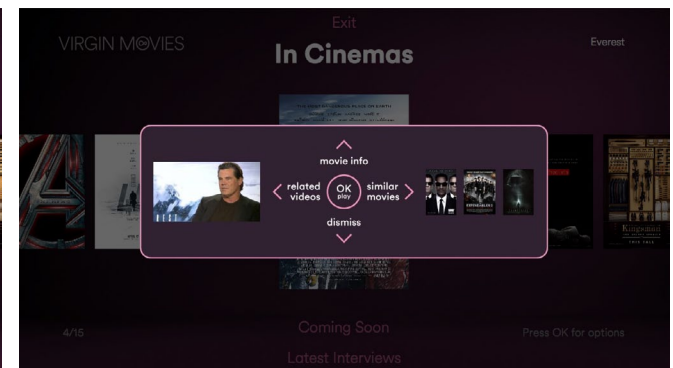 Exit
VIRGIN MOVIES
In Cinemas
Everest
movie info
related
videos
OK
play
similar
movies
dismiss
Kingsman
4/15
Coming Soon
Press OK for options
Latest Interviews